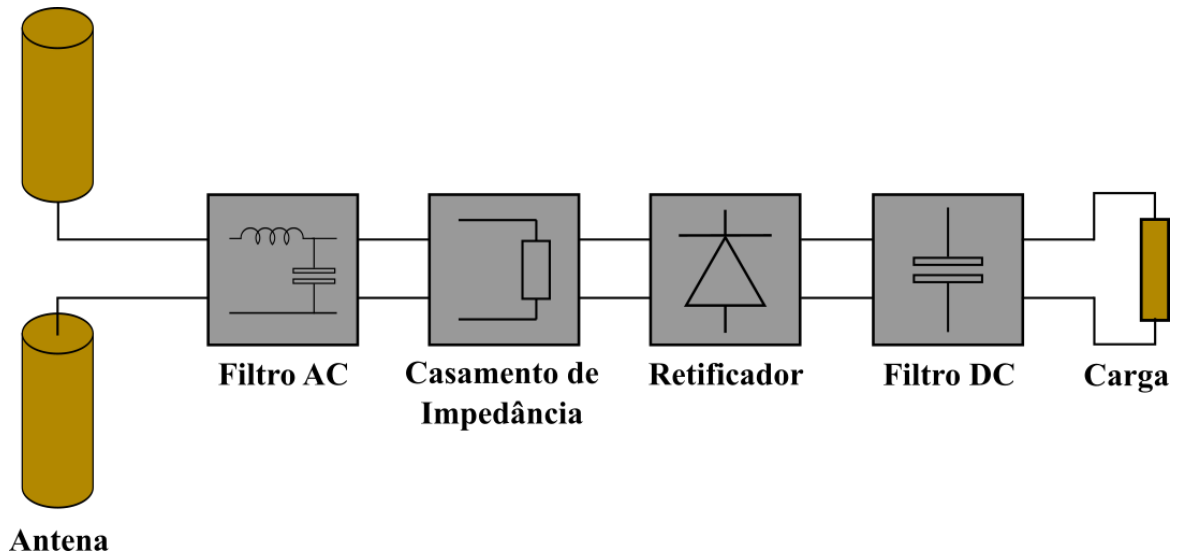 Filtro AC
Casamento de
Impedância
Retificador
Filtro DC
Carga
Antena